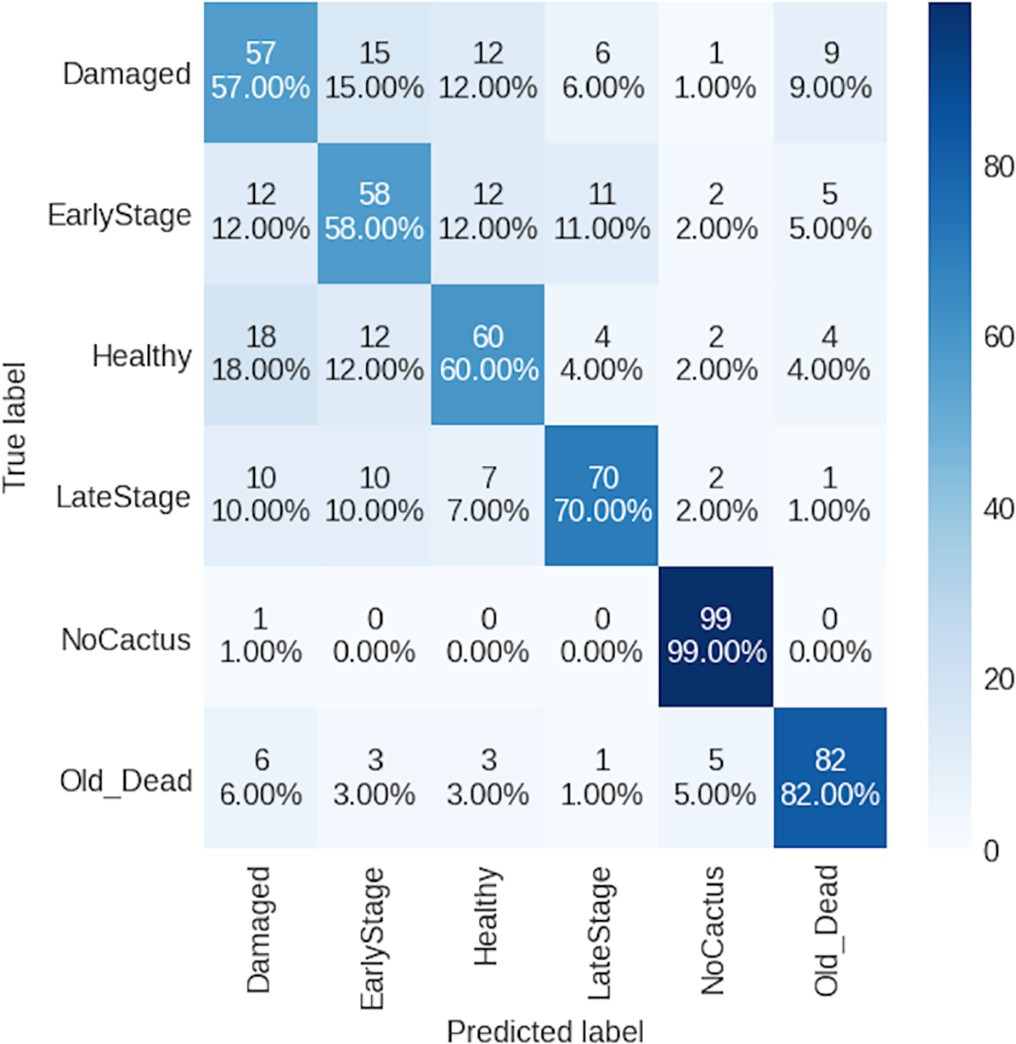 Damaged
57 15 12 6 1 9
57.00% 15.00% 12.00% 6.00% 1.00% 9.00%
EarlyStage
12 58 12 11 2 5
12.00% 58.00% 12.00% 11.00% 2.00% 5.00%
Healthy
18 12 60 4 2 4
18.00% 12.00% 60.00% 4.00% 2.00% 4.00%
LateStage
10 10 7 70 2 1
10.00% 10.00% 7.00% 70.00% 2.00% 1.00%
NoCactus
1 0 0 0 99 0
1.00% 0.00% 0.00% 0.00% 99.00% 0.00%
Old_Dead
6 3 3 1 5 82
6.00% 3.00% 3.00% 1.00% 5.00% 82.00%
True label
Damaged
EarlyStage
Healthy
LateStage
NoCactus
Old_Dead
Predicted label
80
60
40
20
0